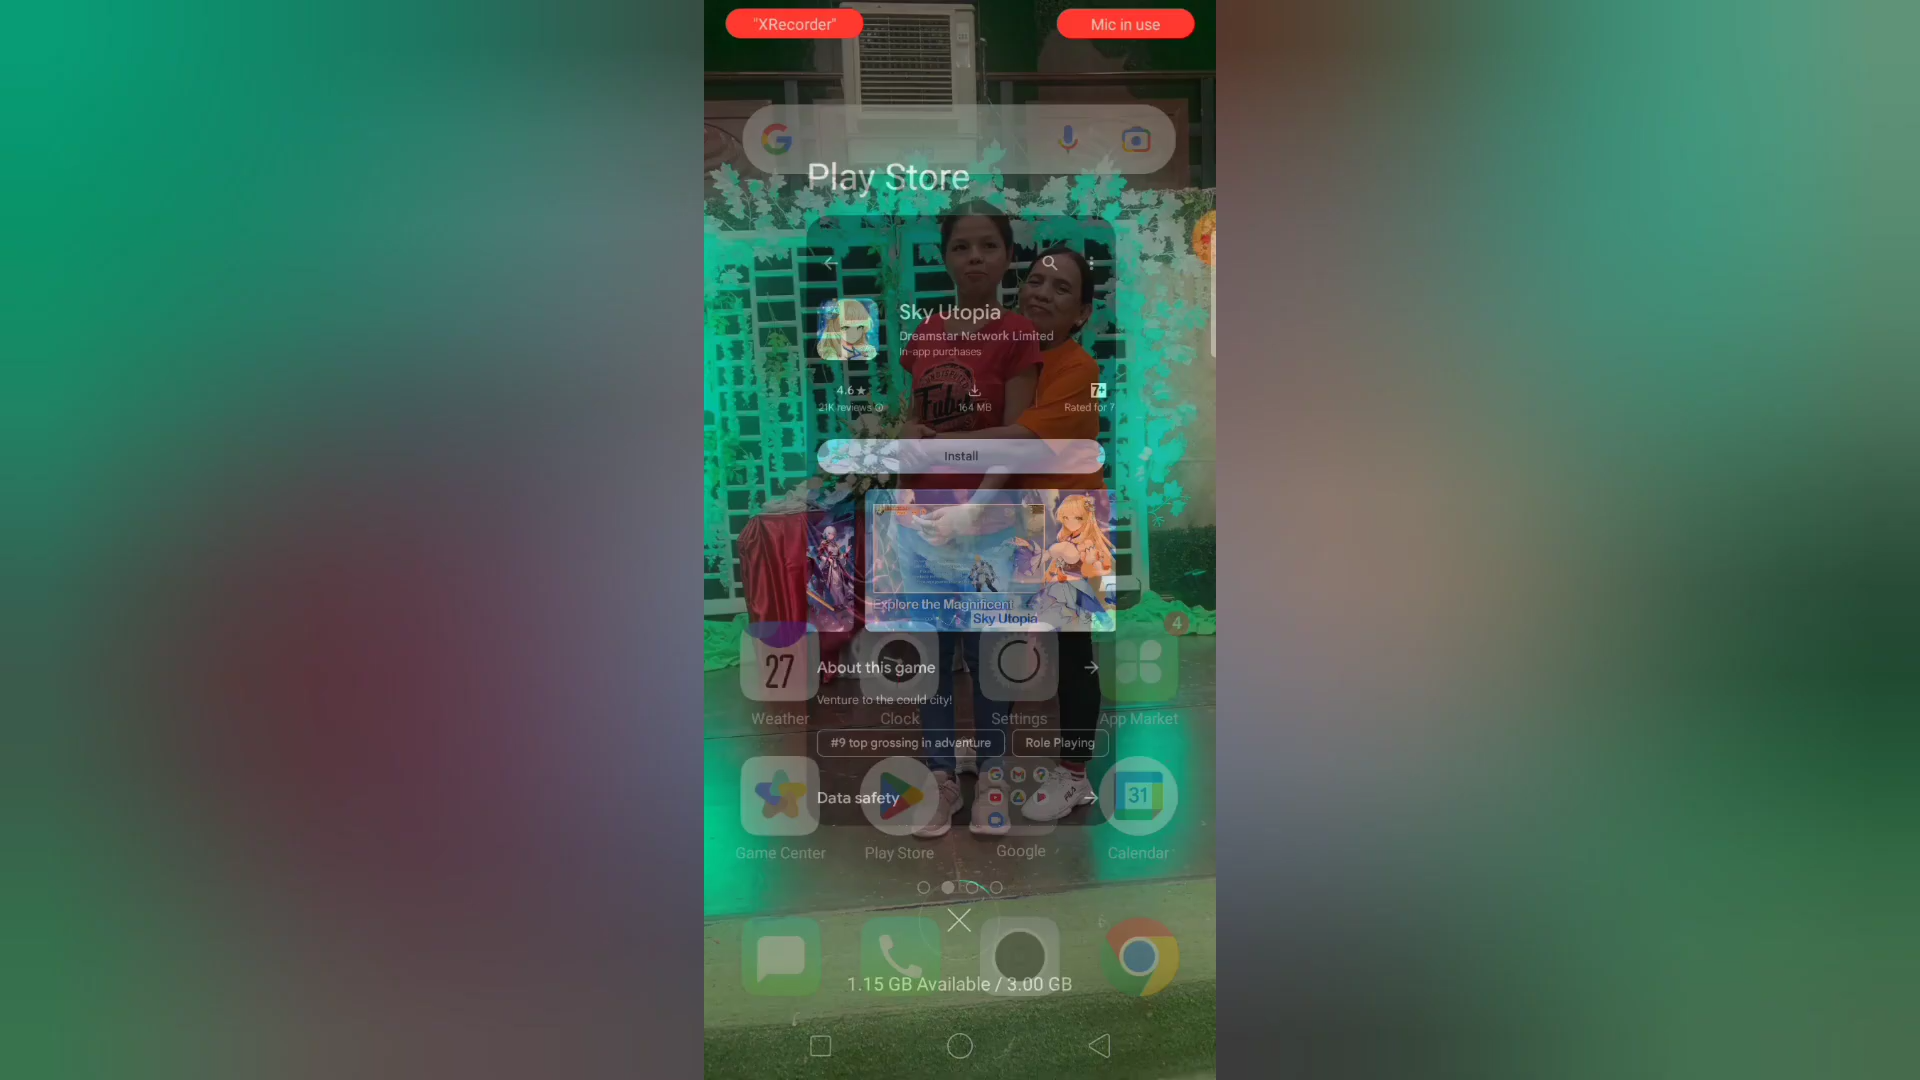 "XRecorder"
Mic in use
Play Store
Sky Utopia
Dreamstar Network Limited
In-app purchases
4.6★
21K reviews
164 MB
7+
Rated for 7
Install
Explore the Magnificent
Sky Utopia
4
27
About this game
Venture to the could city!
Weather
Clock
Settings
App Market
#9 top grossing in adventure
Role Playing
31
Data safety
Game Center
Play Store
Google
Calendar
1.15 GB Available / 3.00 GB